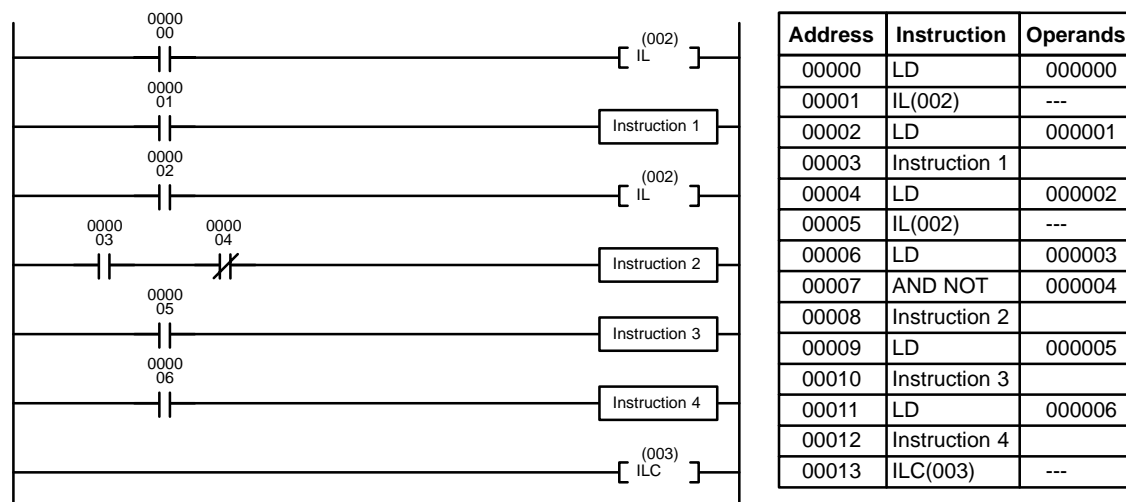 0000
00
(002)
IL
0000
01
Instruction 1
0000
02
(002)
IL
0000 0000
03 04
Instruction 2
0000
05
Instruction 3
0000
06
Instruction 4
(003)
ILC
Address Instruction Operands
00000 LD 000000
00001 IL(002) ---
00002 LD 000001
00003 Instruction 1
00004 LD 000002
00005 IL(002) ---
00006 LD 000003
00007 AND NOT 000004
00008 Instruction 2
00009 LD 000005
00010 Instruction 3
00011 LD 000006
00012 Instruction 4
00013 ILC(003) ---